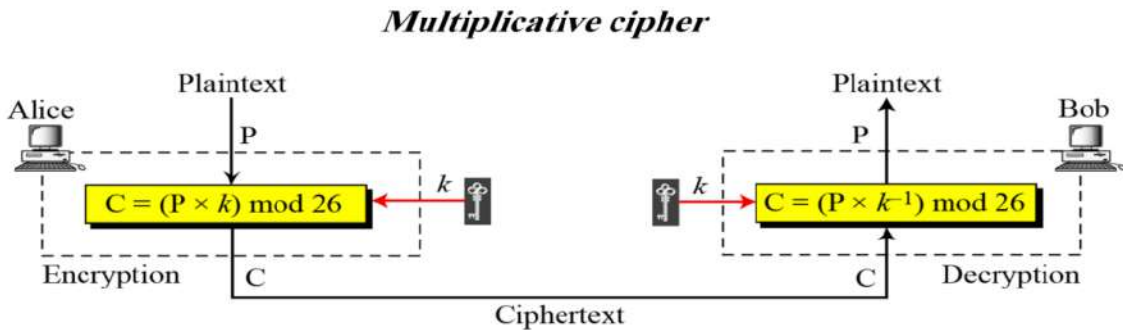 Multiplicative cipher
Plaintext
Plaintext
Alice
Bob
P
P
C = (P × k) mod 26
k
k
C = (P × k⁻¹) mod 26
Encryption
C
C
Decryption
Ciphertext